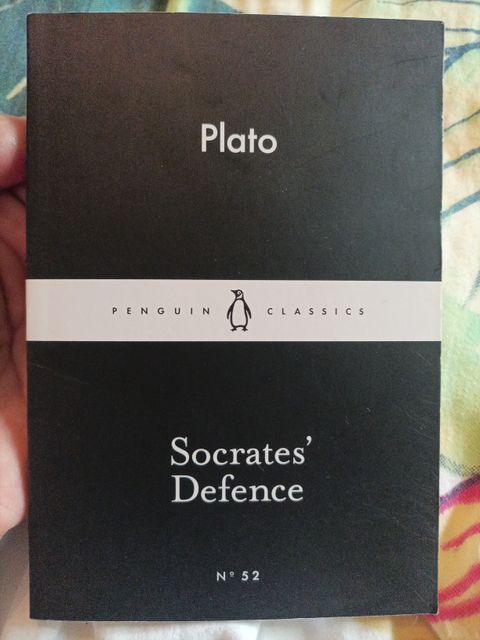 Plato
PENGUIN CLASSICS
Socrates’
Defence
Nº 52